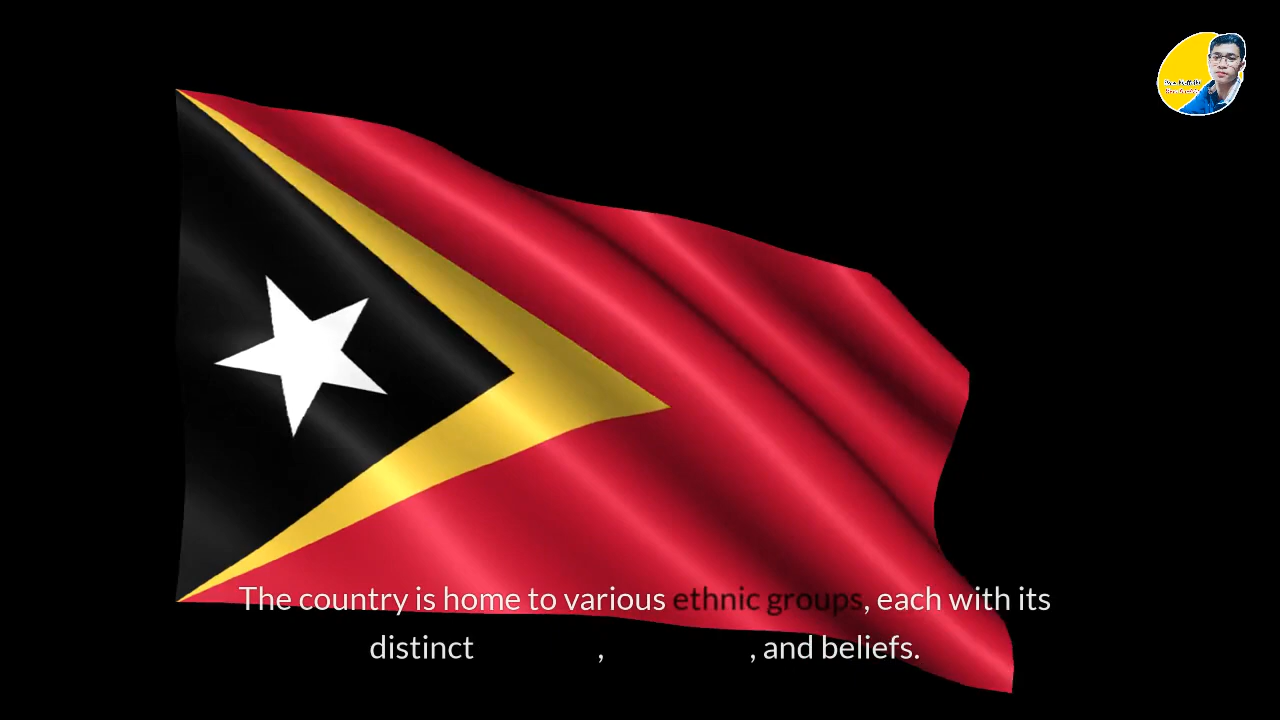 The country is home to various ethnic groups, each with its
distinct , , and beliefs.